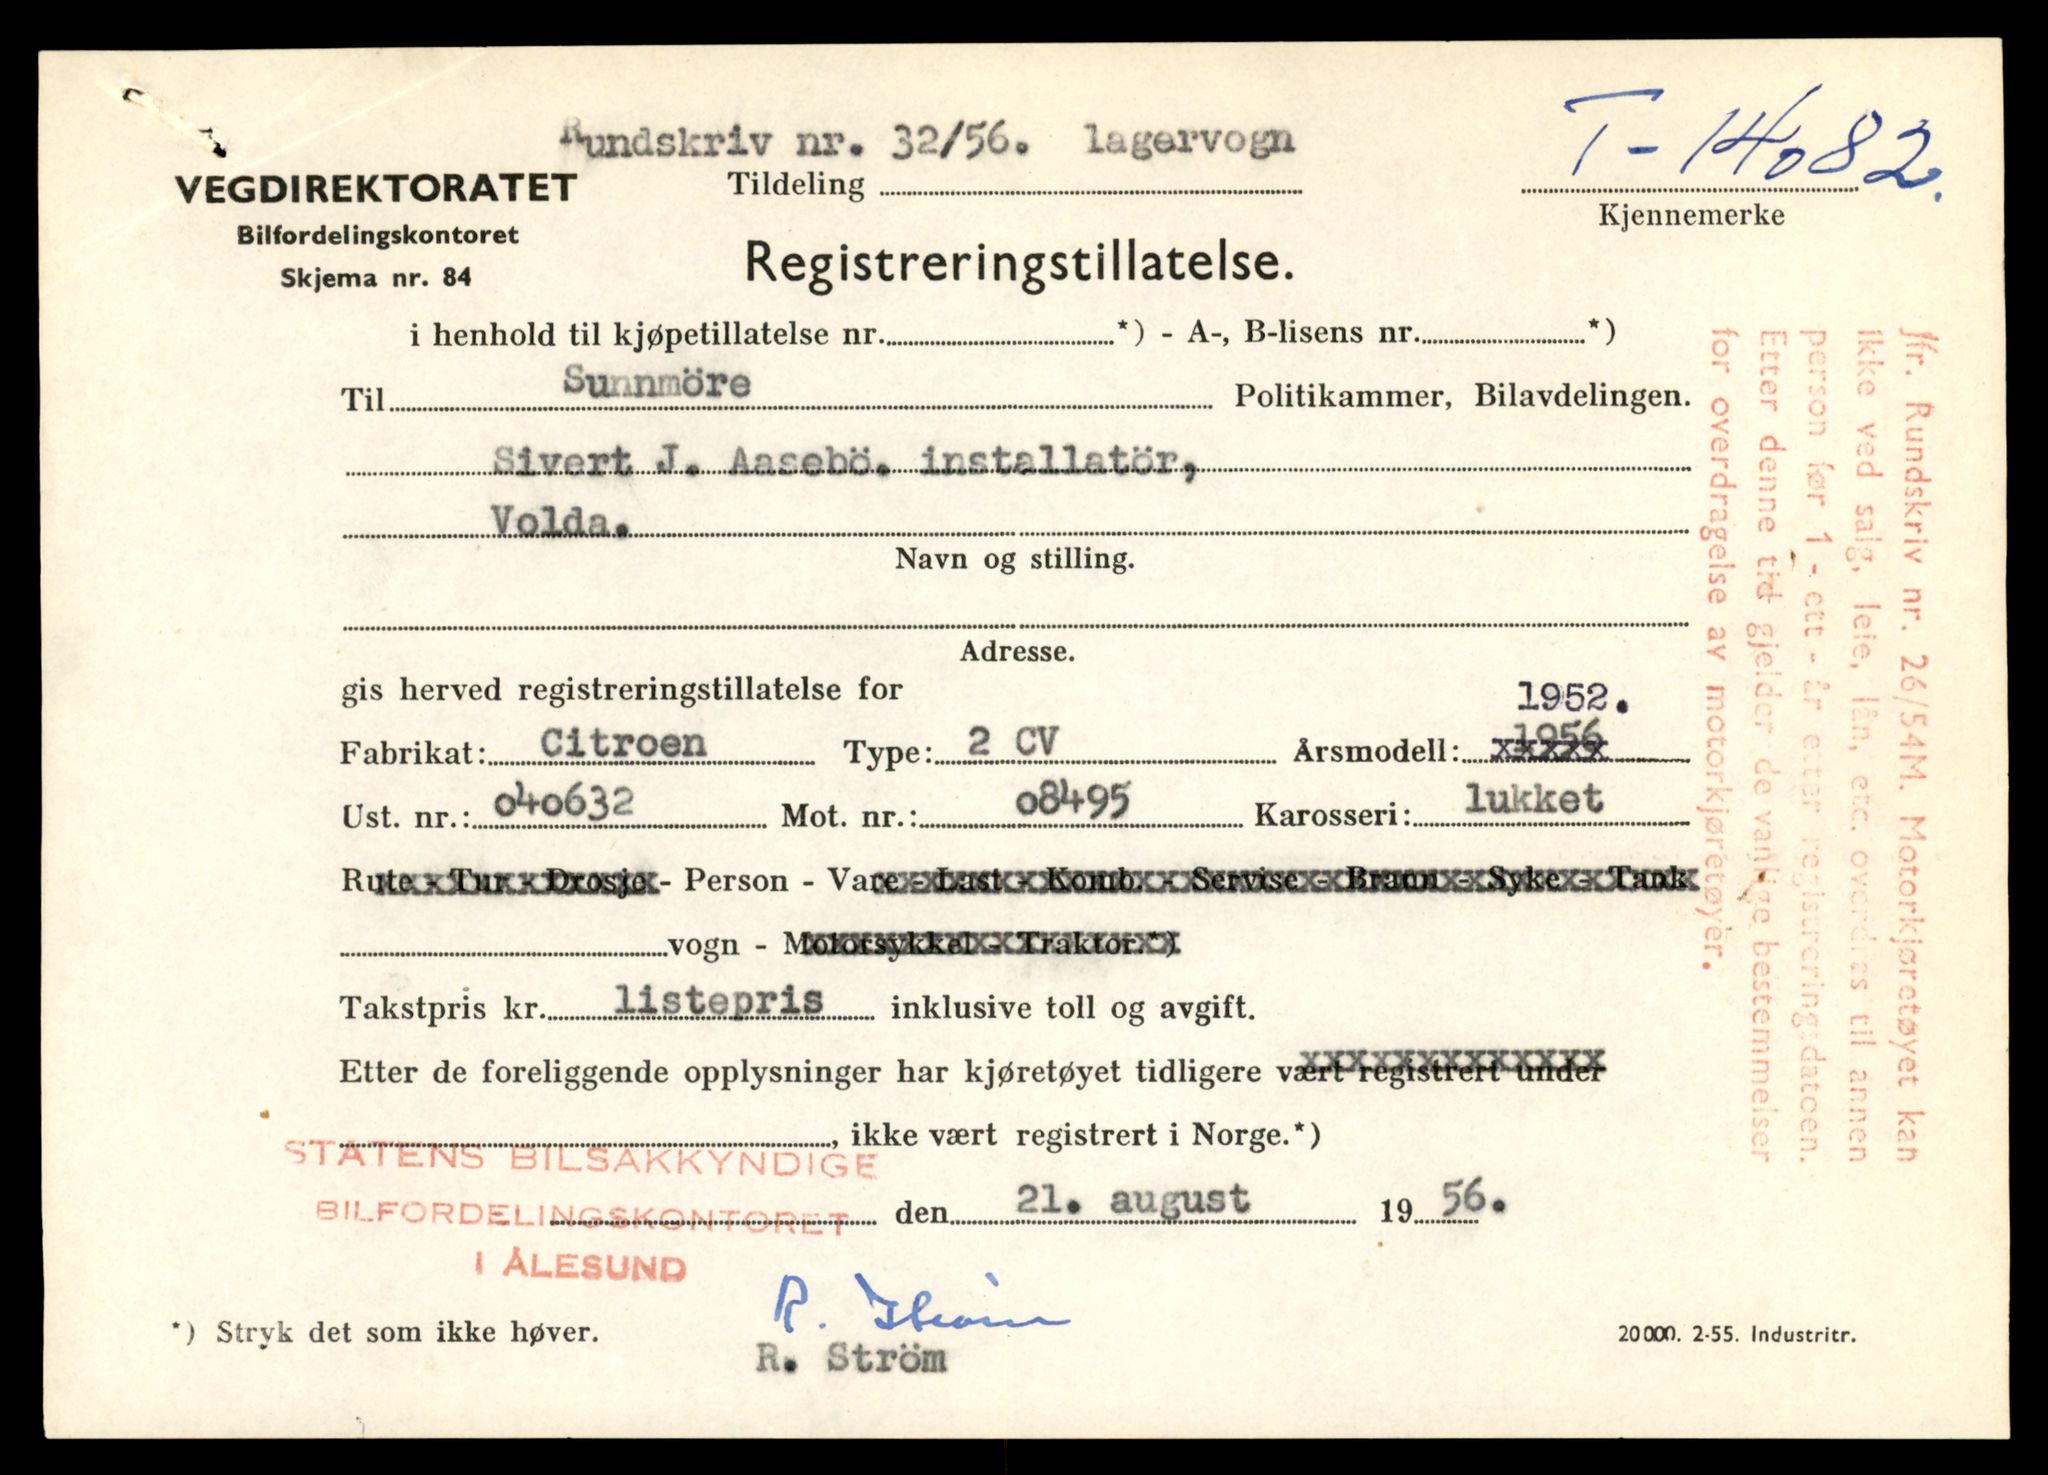 Rundskriv nr. 32/56. lagervogn
T-14082.
VEGDIREKTORATET
Tildeling
Kjennemerke
Bilfordelingskontoret
Skjema nr. 84
Registreringstillatelse.
i henhold til kjøpetillatelse nr. *) - A-, B-lisens nr. *)
Til Sunnmöre Politikammer, Bilavdelingen.
Sivert J. Aasebö. installatör,
Volda.
Navn og stilling.
Adresse.
gis herved registreringstillatelse for
1952.
Fabrikat: Citroen Type: 2 CV Årsmodell: 1956
Ust. nr.: 040632 Mot. nr.: 08495 Karosseri: lukket
Rute - Tur - Drosje - Person - Vare - Last - Komb. - Servise - Brann - Syke - Tank
vogn - Motorsykkel - Traktor.*)
Takstpris kr. listepris inklusive toll og avgift.
Etter de foreliggende opplysninger har kjøretøyet tidligere vært registrert under
, ikke vært registrert i Norge.*)
STATENS BILSAKKYNDIGE
BILFORDELINGSKONTORET
I ÅLESUND
den 21. august 1956.
R. Ström
R. Ström
*) Stryk det som ikke høver.
20000. 2-55. Industritr.
Jfr. Rundskriv nr. 26/54M. Motorkjøretøyet kan
ikke ved salg, leie, lån, etc. overdras til annen
person før 1 - ett - år etter registreringsdatoen.
Etter denne tid gjelder de vanlige bestemmelser
for overdragelse av motorkjøretøyer.